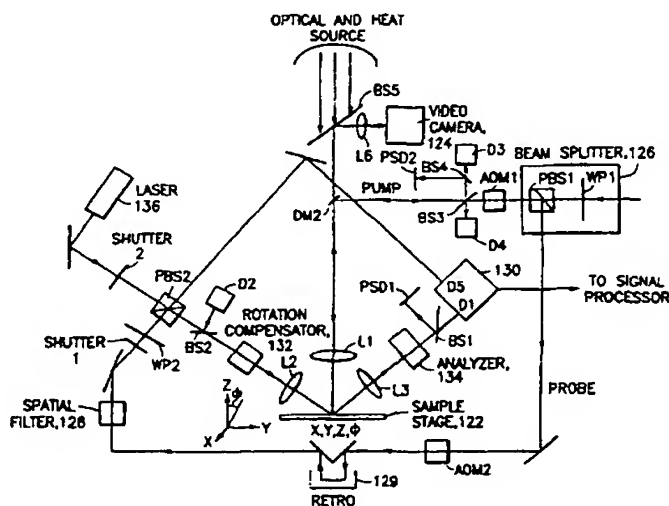 OPTICAL AND HEAT
SOURCE
BS5
VIDEO
CAMERA,
124
L6
D3
PSD2
BS4
BEAM SPLITTER,126
PUMP
AOM1
PBS1
WP1
DM2
BS3
D4
LASER
136
SHUTTER
2
PBS2
D2
130
D5
D1
TO SIGNAL
PROCESSOR
PSD1
ROTATION
COMPENSATOR,
132
BS2
SHUTTER
1
WP2
L2
L1
L3
BS1
ANALYZER,
134
SPATIAL
FILTER,128
Z
Φ
X
Y
X,Y,Z,Φ
SAMPLE
STAGE,122
PROBE
AOM2
129
RETRO